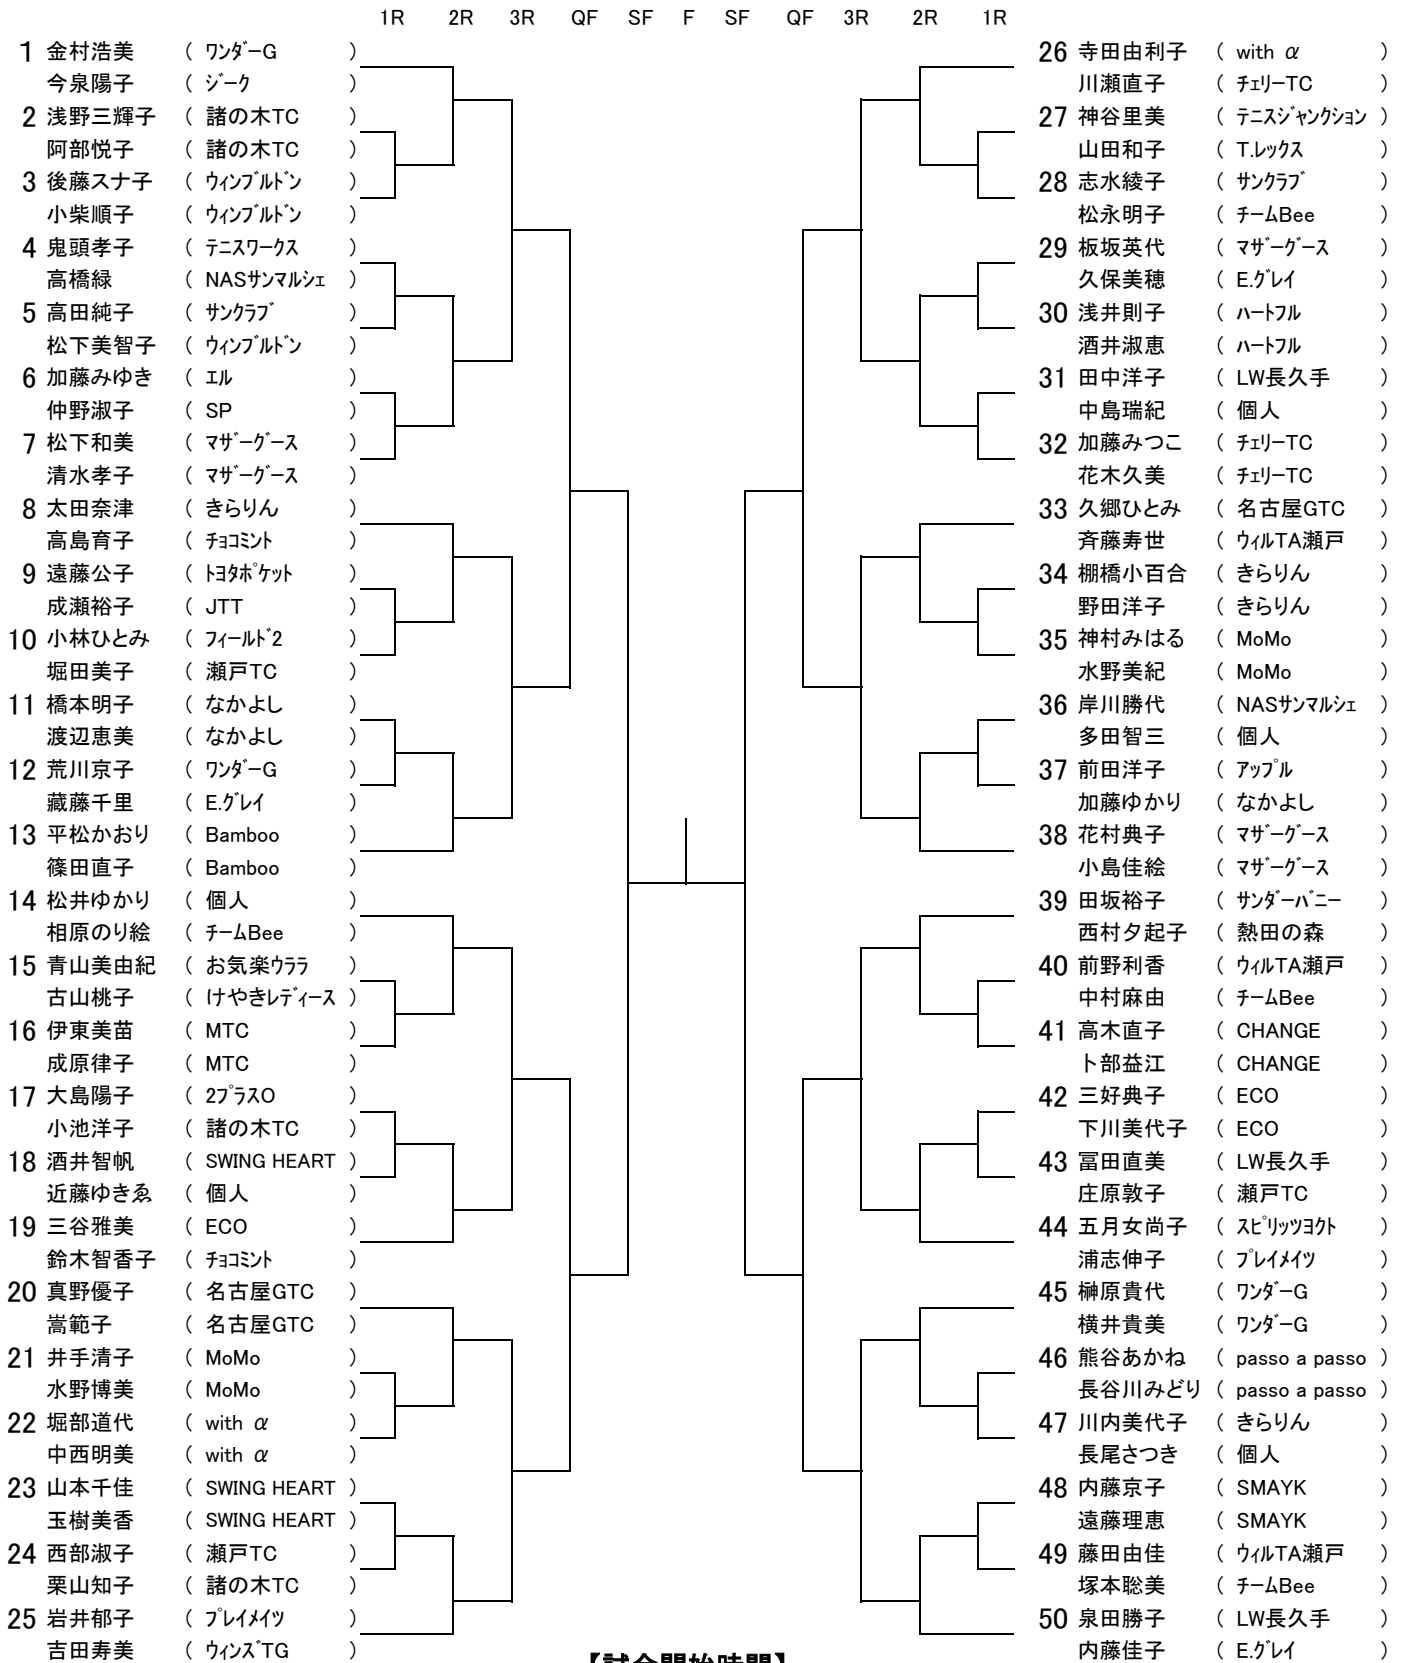 1R 2R 3R QF SF F SF QF 3R 2R 1R
1 金村浩美 ( ワンダーG )
今泉陽子 ( ジーク )
2 浅野三輝子 ( 諸の木TC )
阿部悦子 ( 諸の木TC )
3 後藤スナ子 ( ウィンブルドン )
小柴順子 ( ウィンブルドン )
4 鬼頭孝子 ( テニスワークス )
高橋緑 ( NASサンマルシェ )
5 高田純子 ( サンクラブ )
松下美智子 ( ウィンブルドン )
6 加藤みゆき ( エル )
仲野淑子 ( SP )
7 松下和美 ( マザーグース )
清水孝子 ( マザーグース )
8 太田奈津 ( きらりん )
高島育子 ( チョコミント )
9 遠藤公子 ( トヨタポケット )
成瀬裕子 ( JTT )
10 小林ひとみ ( フィールド2 )
堀田美子 ( 瀬戸TC )
11 橋本明子 ( なかよし )
渡辺恵美 ( なかよし )
12 荒川京子 ( ワンダーG )
藏藤千里 ( E.グレイ )
13 平松かおり ( Bamboo )
篠田直子 ( Bamboo )
14 松井ゆかり ( 個人 )
相原のり絵 ( チームBee )
15 青山美由紀 ( お気楽ウララ )
古山桃子 ( けやきレディース )
16 伊東美苗 ( MTC )
成原律子 ( MTC )
17 大島陽子 ( 2プラスO )
小池洋子 ( 諸の木TC )
18 酒井智帆 ( SWING HEART )
近藤ゆきゑ ( 個人 )
19 三谷雅美 ( ECO )
鈴木智香子 ( チョコミント )
20 真野優子 ( 名古屋GTC )
嵩範子 ( 名古屋GTC )
21 井手清子 ( MoMo )
水野博美 ( MoMo )
22 堀部道代 ( with α )
中西明美 ( with α )
23 山本千佳 ( SWING HEART )
玉樹美香 ( SWING HEART )
24 西部淑子 ( 瀬戸TC )
栗山知子 ( 諸の木TC )
25 岩井郁子 ( プレイメイツ )
吉田寿美 ( ウィンズTG )
26 寺田由利子 ( with α )
川瀬直子 ( チェリーTC )
27 神谷里美 ( テニスジャンクション )
山田和子 ( T.レックス )
28 志水綾子 ( サンクラブ )
松永明子 ( チームBee )
29 板坂英代 ( マザーグース )
久保美穂 ( E.グレイ )
30 浅井則子 ( ハートフル )
酒井淑恵 ( ハートフル )
31 田中洋子 ( LW長久手 )
中島瑞紀 ( 個人 )
32 加藤みつこ ( チェリーTC )
花木久美 ( チェリーTC )
33 久郷ひとみ ( 名古屋GTC )
斉藤寿世 ( ウィルTA瀬戸 )
34 棚橋小百合 ( きらりん )
野田洋子 ( きらりん )
35 神村みはる ( MoMo )
水野美紀 ( MoMo )
36 岸川勝代 ( NASサンマルシェ )
多田智三 ( 個人 )
37 前田洋子 ( アップル )
加藤ゆかり ( なかよし )
38 花村典子 ( マザーグース )
小島佳絵 ( マザーグース )
39 田坂裕子 ( サンダーバニー )
西村夕起子 ( 熱田の森 )
40 前野利香 ( ウィルTA瀬戸 )
中村麻由 ( チームBee )
41 高木直子 ( CHANGE )
卜部益江 ( CHANGE )
42 三好典子 ( ECO )
下川美代子 ( ECO )
43 冨田直美 ( LW長久手 )
庄原敦子 ( 瀬戸TC )
44 五月女尚子 ( スピリッツヨクト )
浦志伸子 ( プレイメイツ )
45 榊原貴代 ( ワンダーG )
横井貴美 ( ワンダーG )
46 熊谷あかね ( passo a passo )
長谷川みどり ( passo a passo )
47 川内美代子 ( きらりん )
長尾さつき ( 個人 )
48 内藤京子 ( SMAYK )
遠藤理恵 ( SMAYK )
49 藤田由佳 ( ウィルTA瀬戸 )
塚本聡美 ( チームBee )
50 泉田勝子 ( LW長久手 )
内藤佳子 ( E.グレイ )
【試合開始時間】